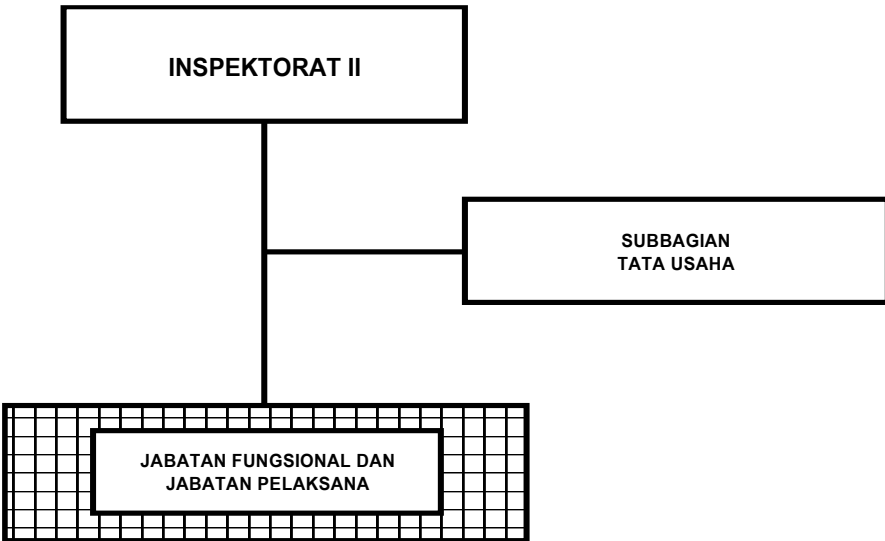 INSPEKTORAT II
SUBBAGIAN
TATA USAHA
JABATAN FUNGSIONAL DAN
JABATAN PELAKSANA